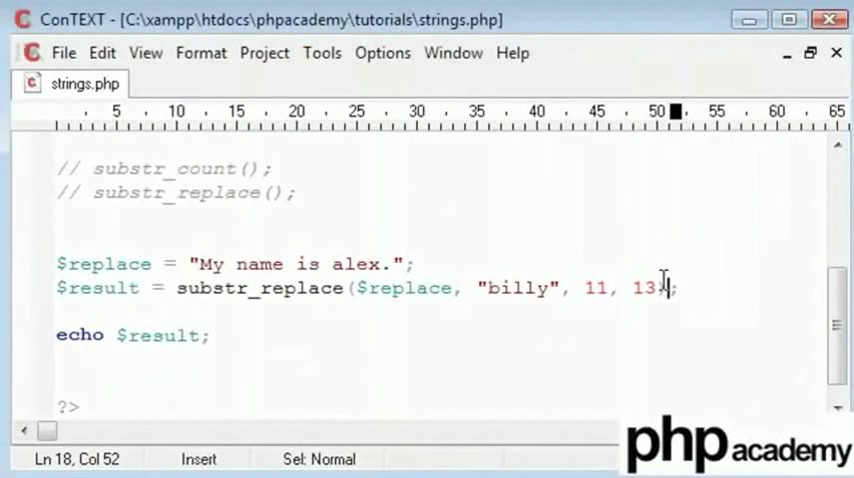 ConTEXT - [C:\xampp\htdocs\phpacademy\tutorials\strings.php]
File Edit View Format Project Tools Options Window Help
strings.php
5 10 15 20 25 30 35 40 45 50 55 60 65
// substr_count();
// substr_replace();
$replace = "My name is alex.";
$result = substr_replace($replace, "billy", 11, 13);
echo $result;
?>
Ln 18, Col 52 Insert Sel: Normal
php academy